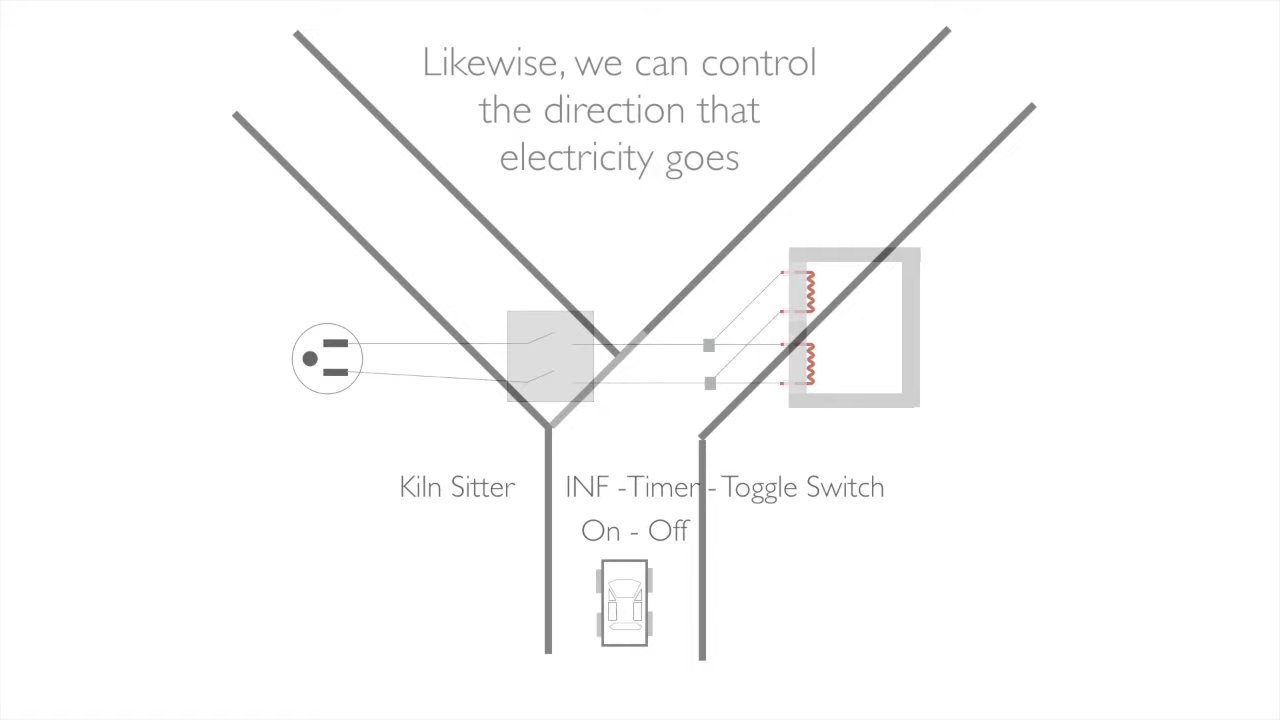 Likewise, we can control
the direction that
electricity goes
Kiln Sitter INF -Timer - Toggle Switch
On - Off